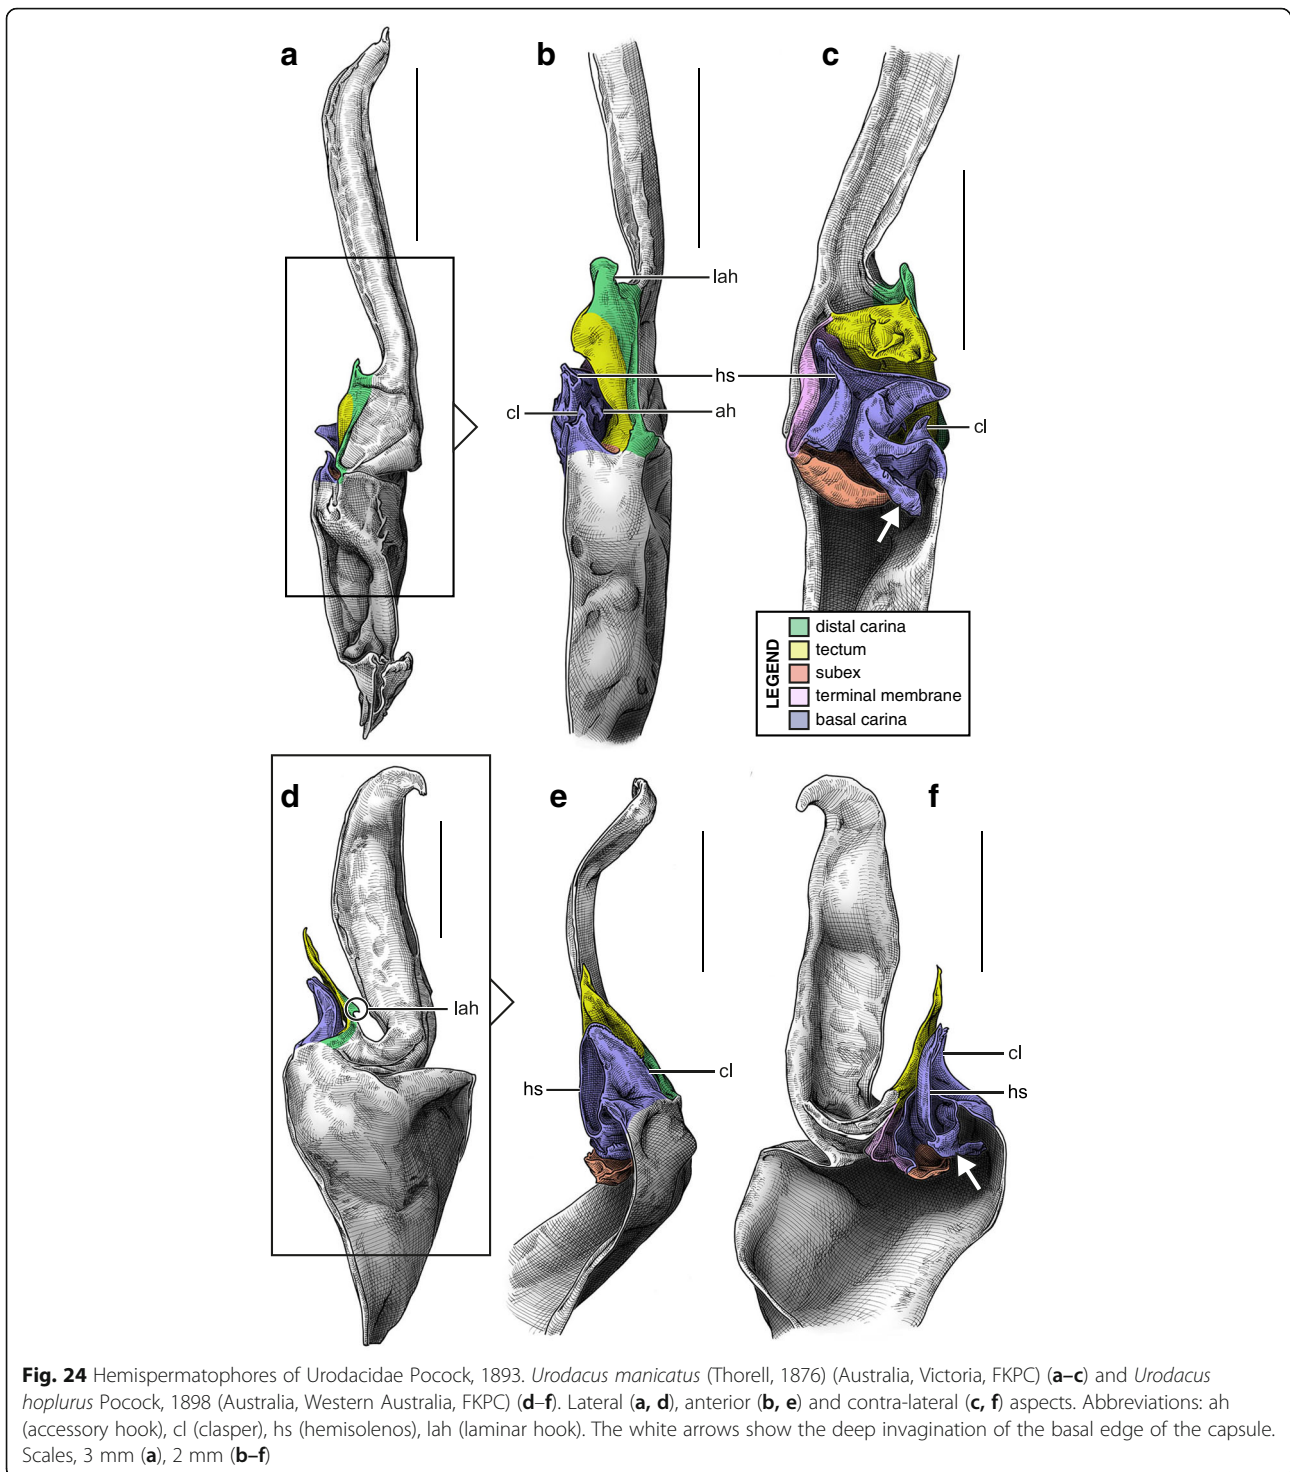 a
b
c
lah
hs
cl
ah
cl
LEGEND
distal carina
tectum
subex
terminal membrane
basal carina
d
e
f
lah
cl
hs
cl
hs
Fig. 24 Hemispermatophores of Urodacidae Pocock, 1893. Urodacus manicatus (Thorell, 1876) (Australia, Victoria, FKPC) (a–c) and Urodacus
hoplurus Pocock, 1898 (Australia, Western Australia, FKPC) (d–f). Lateral (a, d), anterior (b, e) and contra-lateral (c, f) aspects. Abbreviations: ah
(accessory hook), cl (clasper), hs (hemisolenos), lah (laminar hook). The white arrows show the deep invagination of the basal edge of the capsule.
Scales, 3 mm (a), 2 mm (b–f)